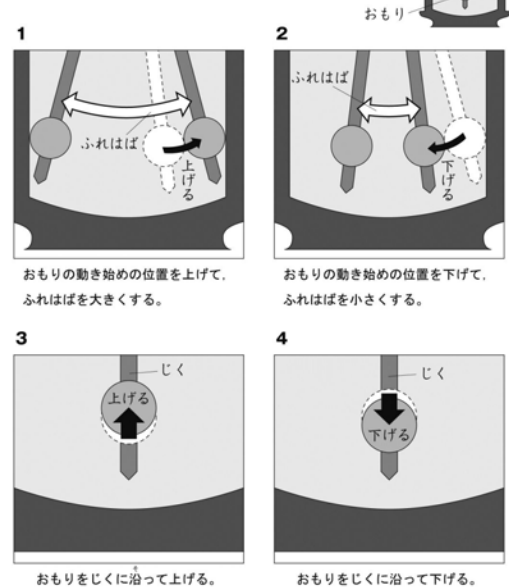 おもり
1
ふれはば
上げる
おもりの動き始めの位置を上げて,
ふれはばを大きくする。
2
ふれはば
下げる
おもりの動き始めの位置を下げて,
ふれはばを小さくする。
3
じく
上げる
おもりをじくに沿って上げる。
4
じく
下げる
おもりをじくに沿って下げる。